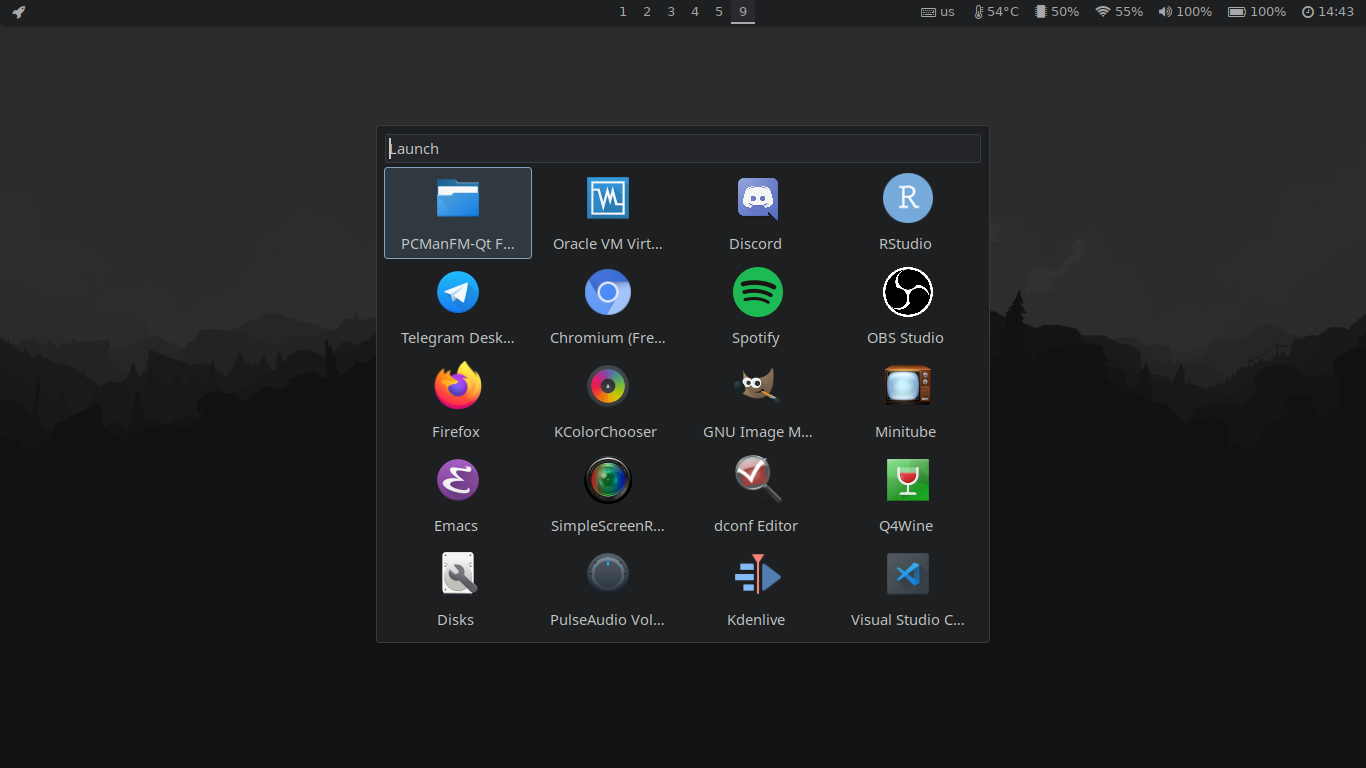 1 2 3 4 5 9 us 54°C 50% 55% 100% 100% 14:43
Launch
PCManFM-Qt F... Oracle VM Virt... Discord RStudio
Telegram Desk... Chromium (Fre... Spotify OBS Studio
Firefox KColorChooser GNU Image M... Minitube
Emacs SimpleScreenR... dconf Editor Q4Wine
Disks PulseAudio Vol... Kdenlive Visual Studio C...